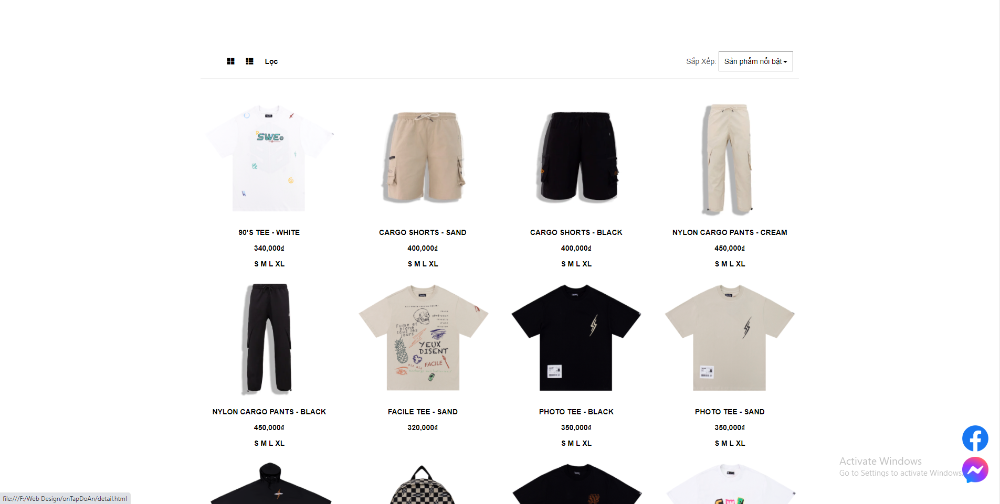 Lọc
Sắp Xếp: Sản phẩm nổi bật
SWE
90'S TEE - WHITE
340,000₫
S M L XL
CARGO SHORTS - SAND
400,000₫
S M L XL
CARGO SHORTS - BLACK
400,000₫
S M L XL
NYLON CARGO PANTS - CREAM
450,000₫
S M L XL
Fume et
plane
tous les
jours
YEUX
DISENT
FACILE
NYLON CARGO PANTS - BLACK
450,000₫
S M L XL
FACILE TEE - SAND
320,000₫
PHOTO TEE - BLACK
350,000₫
S M L XL
PHOTO TEE - SAND
350,000₫
S M L XL
Activate Windows
Go to Settings to activate Windows.
file:///F:/Web Design/onTapDoAn/detail.html